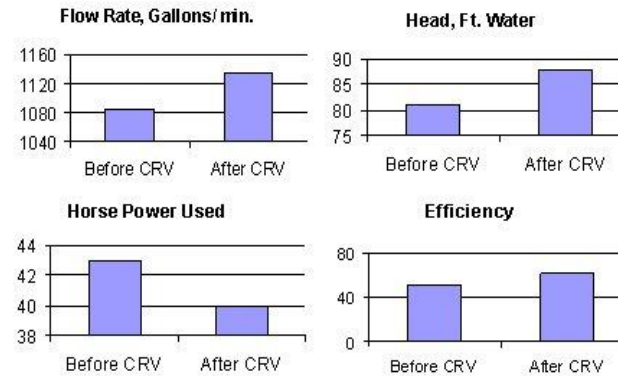 Flow Rate, Gallons/min.
1160
1120
1080
1040
Before CRV After CRV
Head, Ft. Water
90
85
80
75
Before CRV After CRV
Horse Power Used
44
42
40
38
Before CRV After CRV
Efficiency
80
40
0
Before CRV After CRV